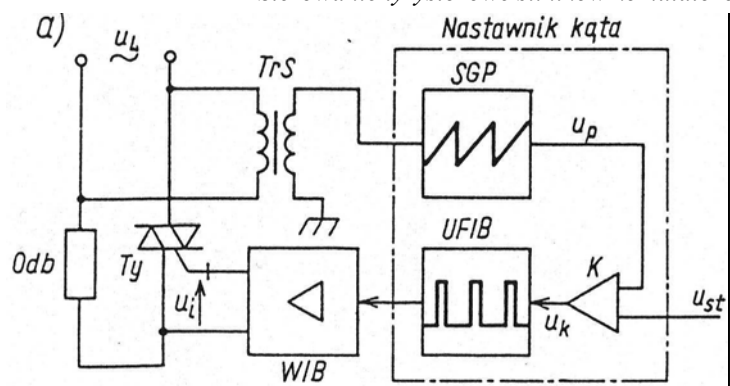 a)
u_L
~
TrS
Nastawnik kąta
SGP
u_p
Odb
Ty
u_i
WIB
UFIB
u_k
K
u_st